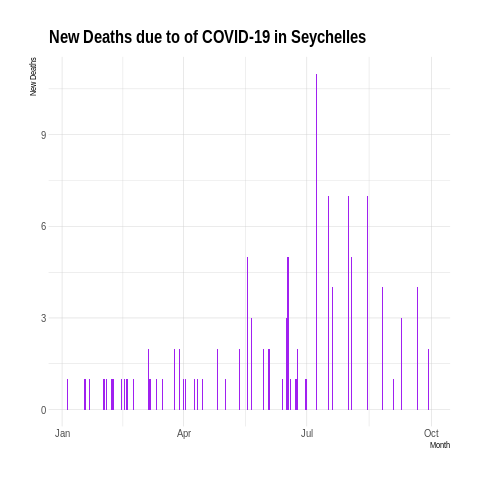 New Deaths due to of COVID-19 in Seychelles
New Deaths
9
6
3
0
Jan Apr Jul Oct
Month